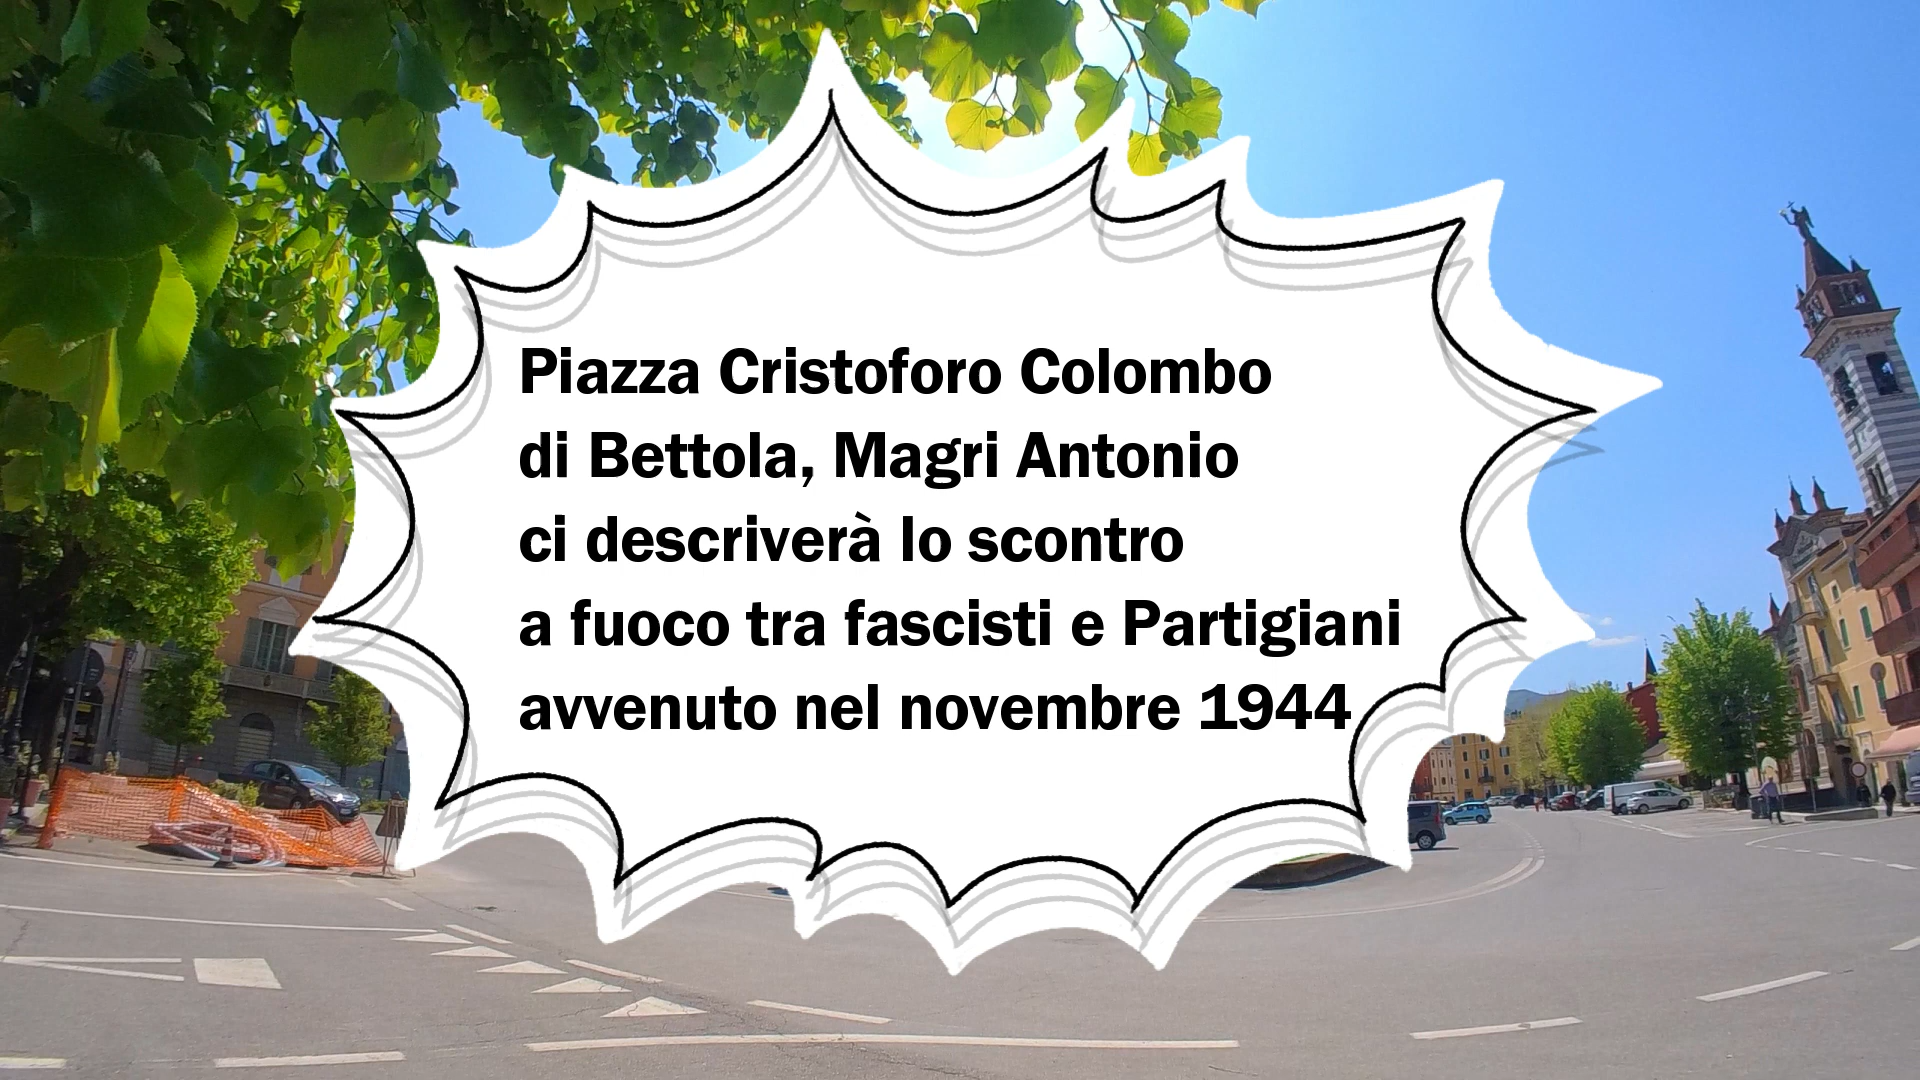 Piazza Cristoforo Colombo
di Bettola, Magri Antonio
ci descriverà lo scontro
a fuoco tra fascisti e Partigiani
avvenuto nel novembre 1944